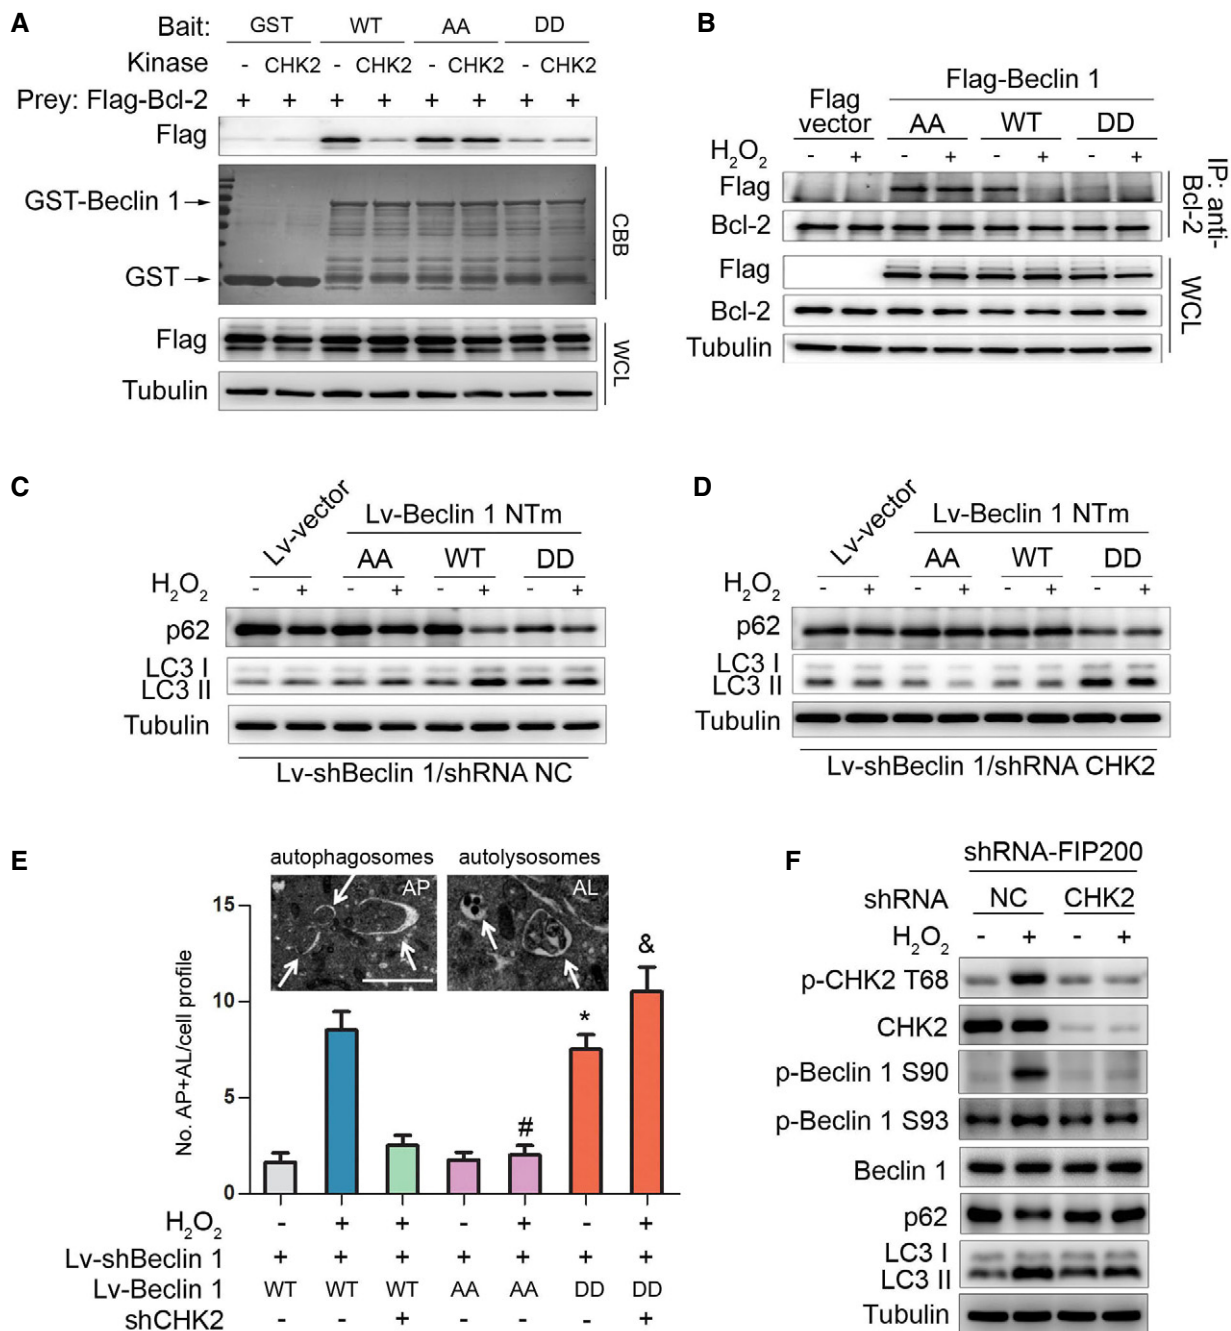 A
Bait: GST WT AA DD
Kinase - CHK2 - CHK2 - CHK2 - CHK2
Prey: Flag-Bcl-2 + + + + + + + +
Flag
GST-Beclin 1
GST
CBB
Flag
Tubulin
WCL
B
Flag-Beclin 1
Flag
vector AA WT DD
H2O2 - + - + - + - +
Flag
Bcl-2
IP: anti-
Bcl-2
Flag
Bcl-2
Tubulin
WCL
C
Lv-vector
Lv-Beclin 1 NTm
AA WT DD
H2O2 - + - + - + - +
p62
LC3 I
LC3 II
Tubulin
Lv-shBeclin 1/shRNA NC
D
Lv-vector
Lv-Beclin 1 NTm
AA WT DD
H2O2 - + - + - + - +
p62
LC3 I
LC3 II
Tubulin
Lv-shBeclin 1/shRNA CHK2
E
autophagosomes autolysosomes
AP AL
No. AP+AL/cell profile
15
10
5
0
# * &
H2O2 - + + - + - +
Lv-shBeclin 1 + + + + + + +
Lv-Beclin 1 WT WT WT AA AA DD DD
shCHK2 - - + - - - +
F
shRNA-FIP200
shRNA NC CHK2
H2O2 - + - +
p-CHK2 T68
CHK2
p-Beclin 1 S90
p-Beclin 1 S93
Beclin 1
p62
LC3 I
LC3 II
Tubulin